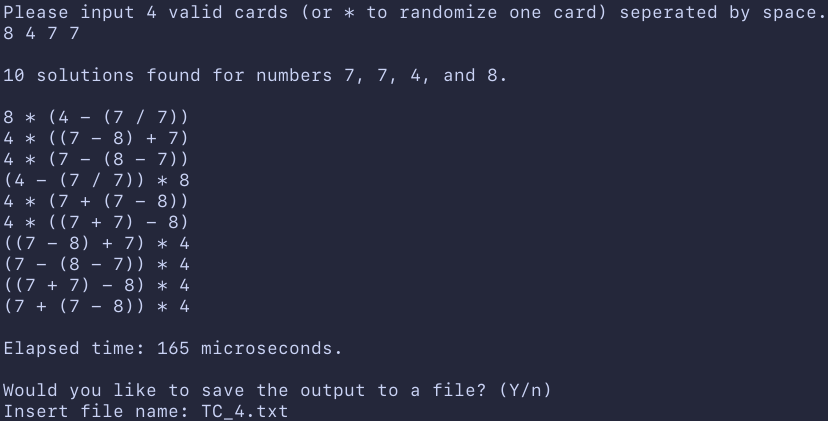 Please input 4 valid cards (or * to randomize one card) seperated by space.
8 4 7 7
10 solutions found for numbers 7, 7, 4, and 8.
8 * (4 - (7 / 7))
4 * ((7 - 8) + 7)
4 * (7 - (8 - 7))
(4 - (7 / 7)) * 8
4 * (7 + (7 - 8))
4 * ((7 + 7) - 8)
((7 - 8) + 7) * 4
(7 - (8 - 7)) * 4
((7 + 7) - 8) * 4
(7 + (7 - 8)) * 4
Elapsed time: 165 microseconds.
Would you like to save the output to a file? (Y/n)
Insert file name: TC_4.txt